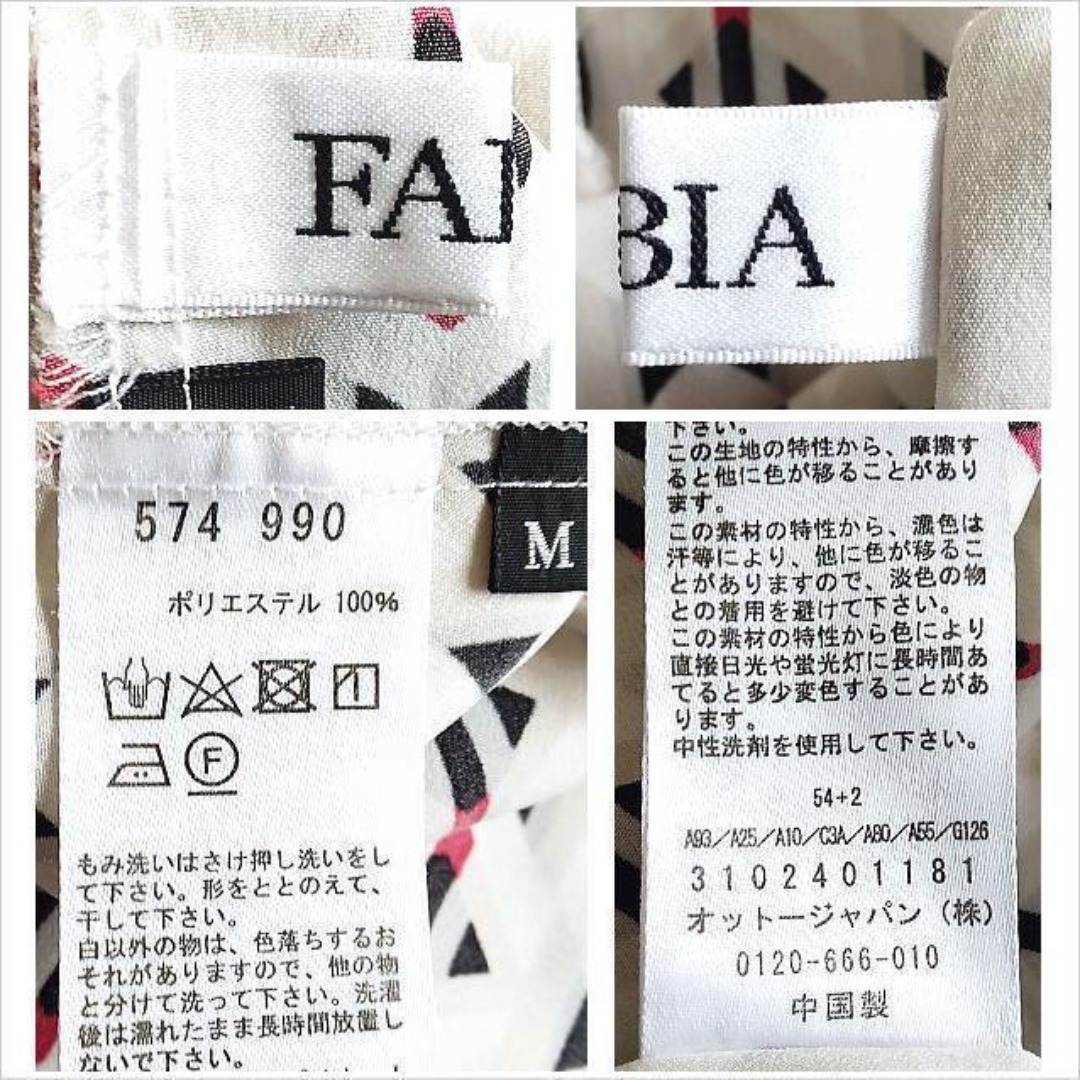 FAB
BIA
574 990
M
ポリエステル 100%
F
もみ洗いはさけ押し洗いをし
て下さい。形をととのえて、
干して下さい。
白以外の物は、色落ちするお
それがありますので、他の物
と分けて洗って下さい。洗濯
後は濡れたまま長時間放置し
ないで下さい。
下さい。
この生地の特性から、摩擦す
ると他に色が移ることがあり
ます。
この素材の特性から、濃色は
汗等により、他に色が移るこ
とがありますので、淡色の物
との着用を避けて下さい。
この素材の特性から色により
直接日光や蛍光灯に長時間あ
てると多少変色することがあ
ります。
中性洗剤を使用して下さい。
54+2
A93/A25/A10/C3A/A80/A55/G126
3102401181
オットージャパン（株）
0120-666-010
中国製